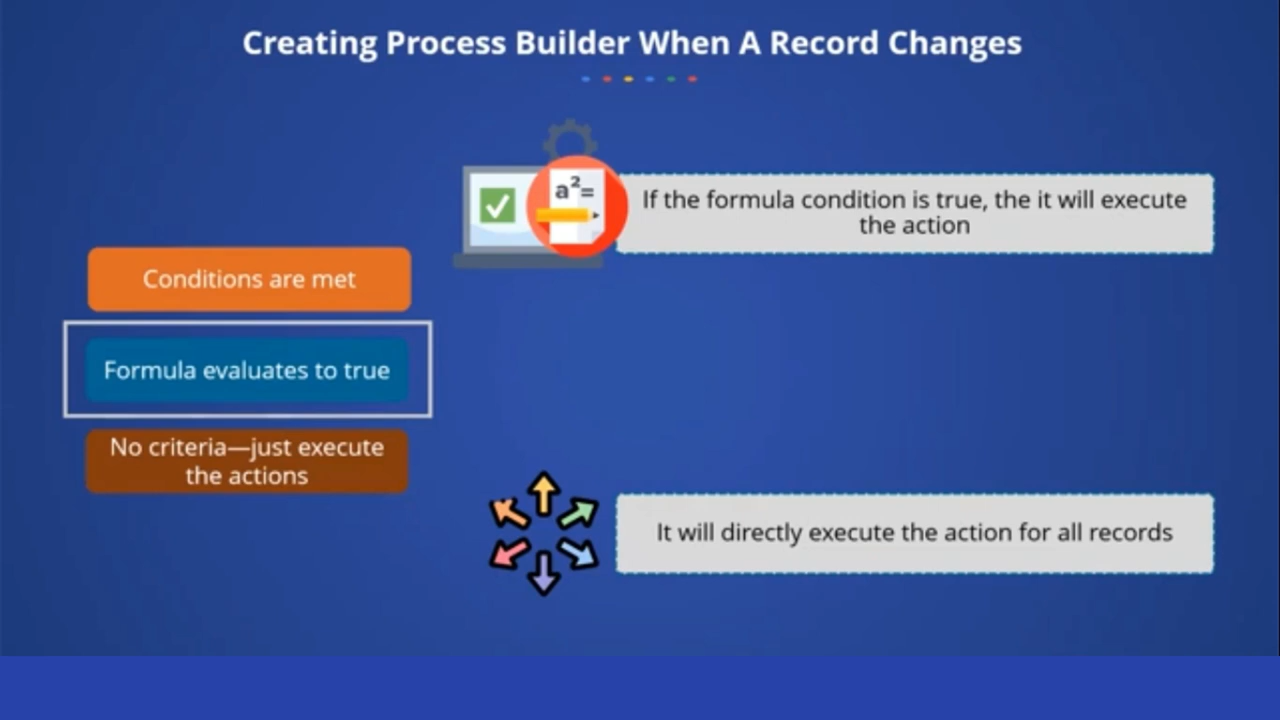 Creating Process Builder When A Record Changes
a²=
If the formula condition is true, the it will execute
the action
Conditions are met
Formula evaluates to true
No criteria—just execute
the actions
It will directly execute the action for all records